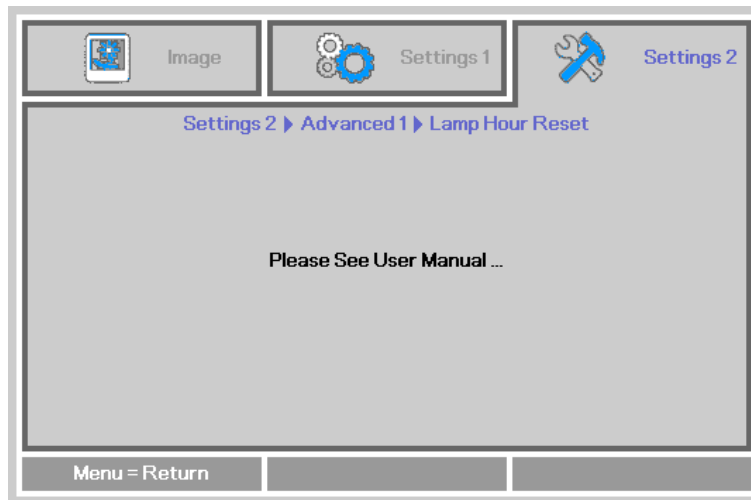 Image
Settings 1
Settings 2
Settings 2 ▶ Advanced 1 ▶ Lamp Hour Reset
Please See User Manual ...
Menu = Return